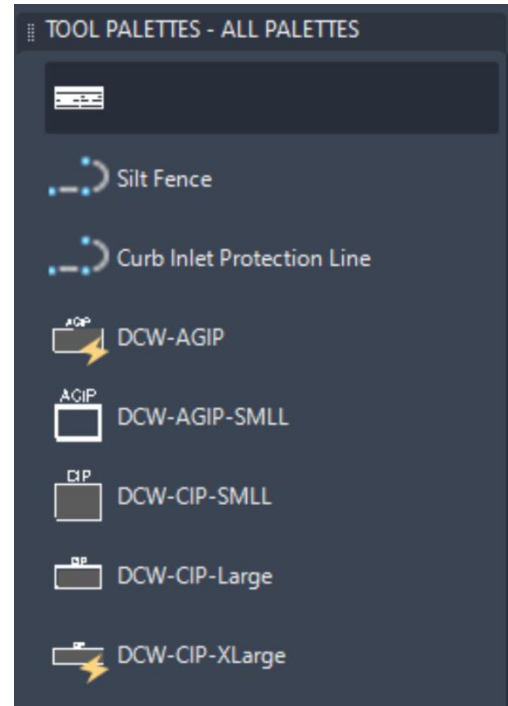 TOOL PALETTES - ALL PALETTES
Silt Fence
Curb Inlet Protection Line
AGIP
DCW-AGIP
AGIP
DCW-AGIP-SMLL
CIP
DCW-CIP-SMLL
DCW-CIP-Large
DCW-CIP-XLarge